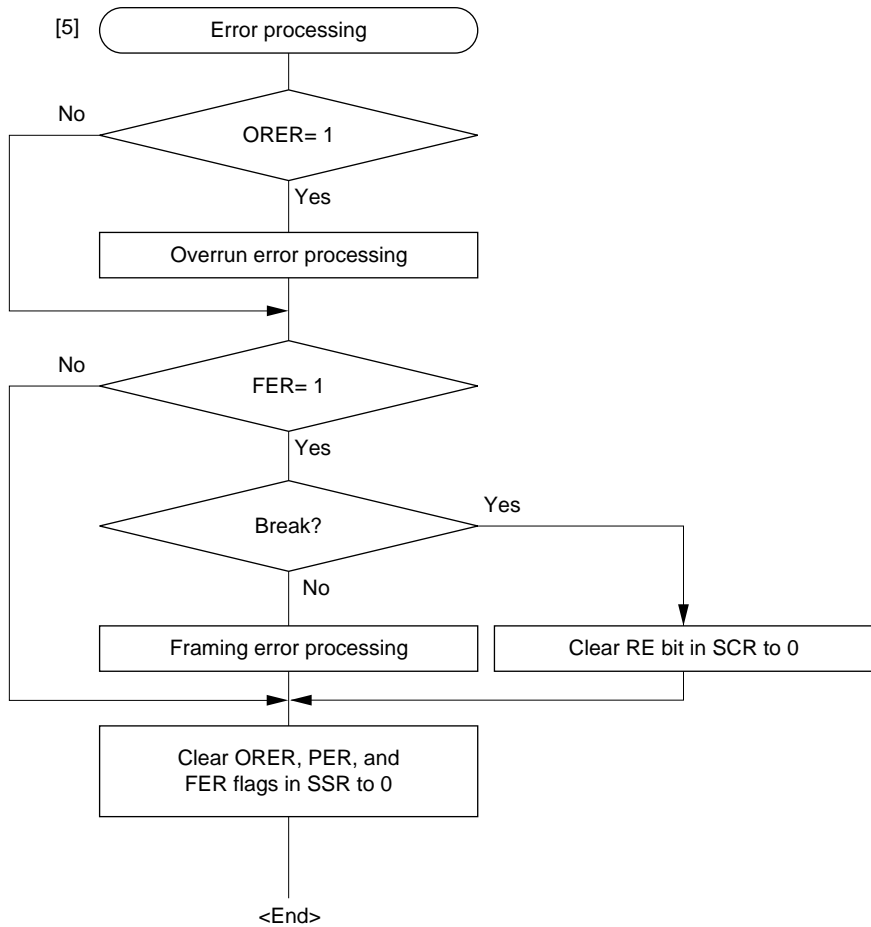 [5]
Error processing
No
ORER= 1
Yes
Overrun error processing
No
FER= 1
Yes
Break?
Yes
No
Framing error processing
Clear RE bit in SCR to 0
Clear ORER, PER, and
FER flags in SSR to 0
<End>